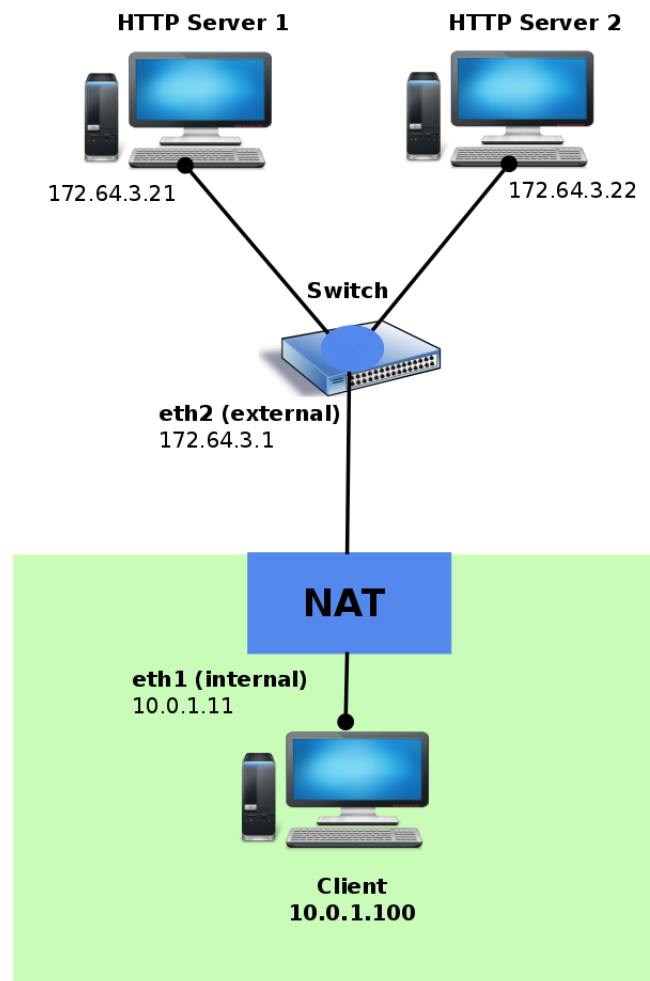 HTTP Server 1
HTTP Server 2
172.64.3.21
172.64.3.22
Switch
eth2 (external)
172.64.3.1
NAT
eth1 (internal)
10.0.1.11
Client
10.0.1.100